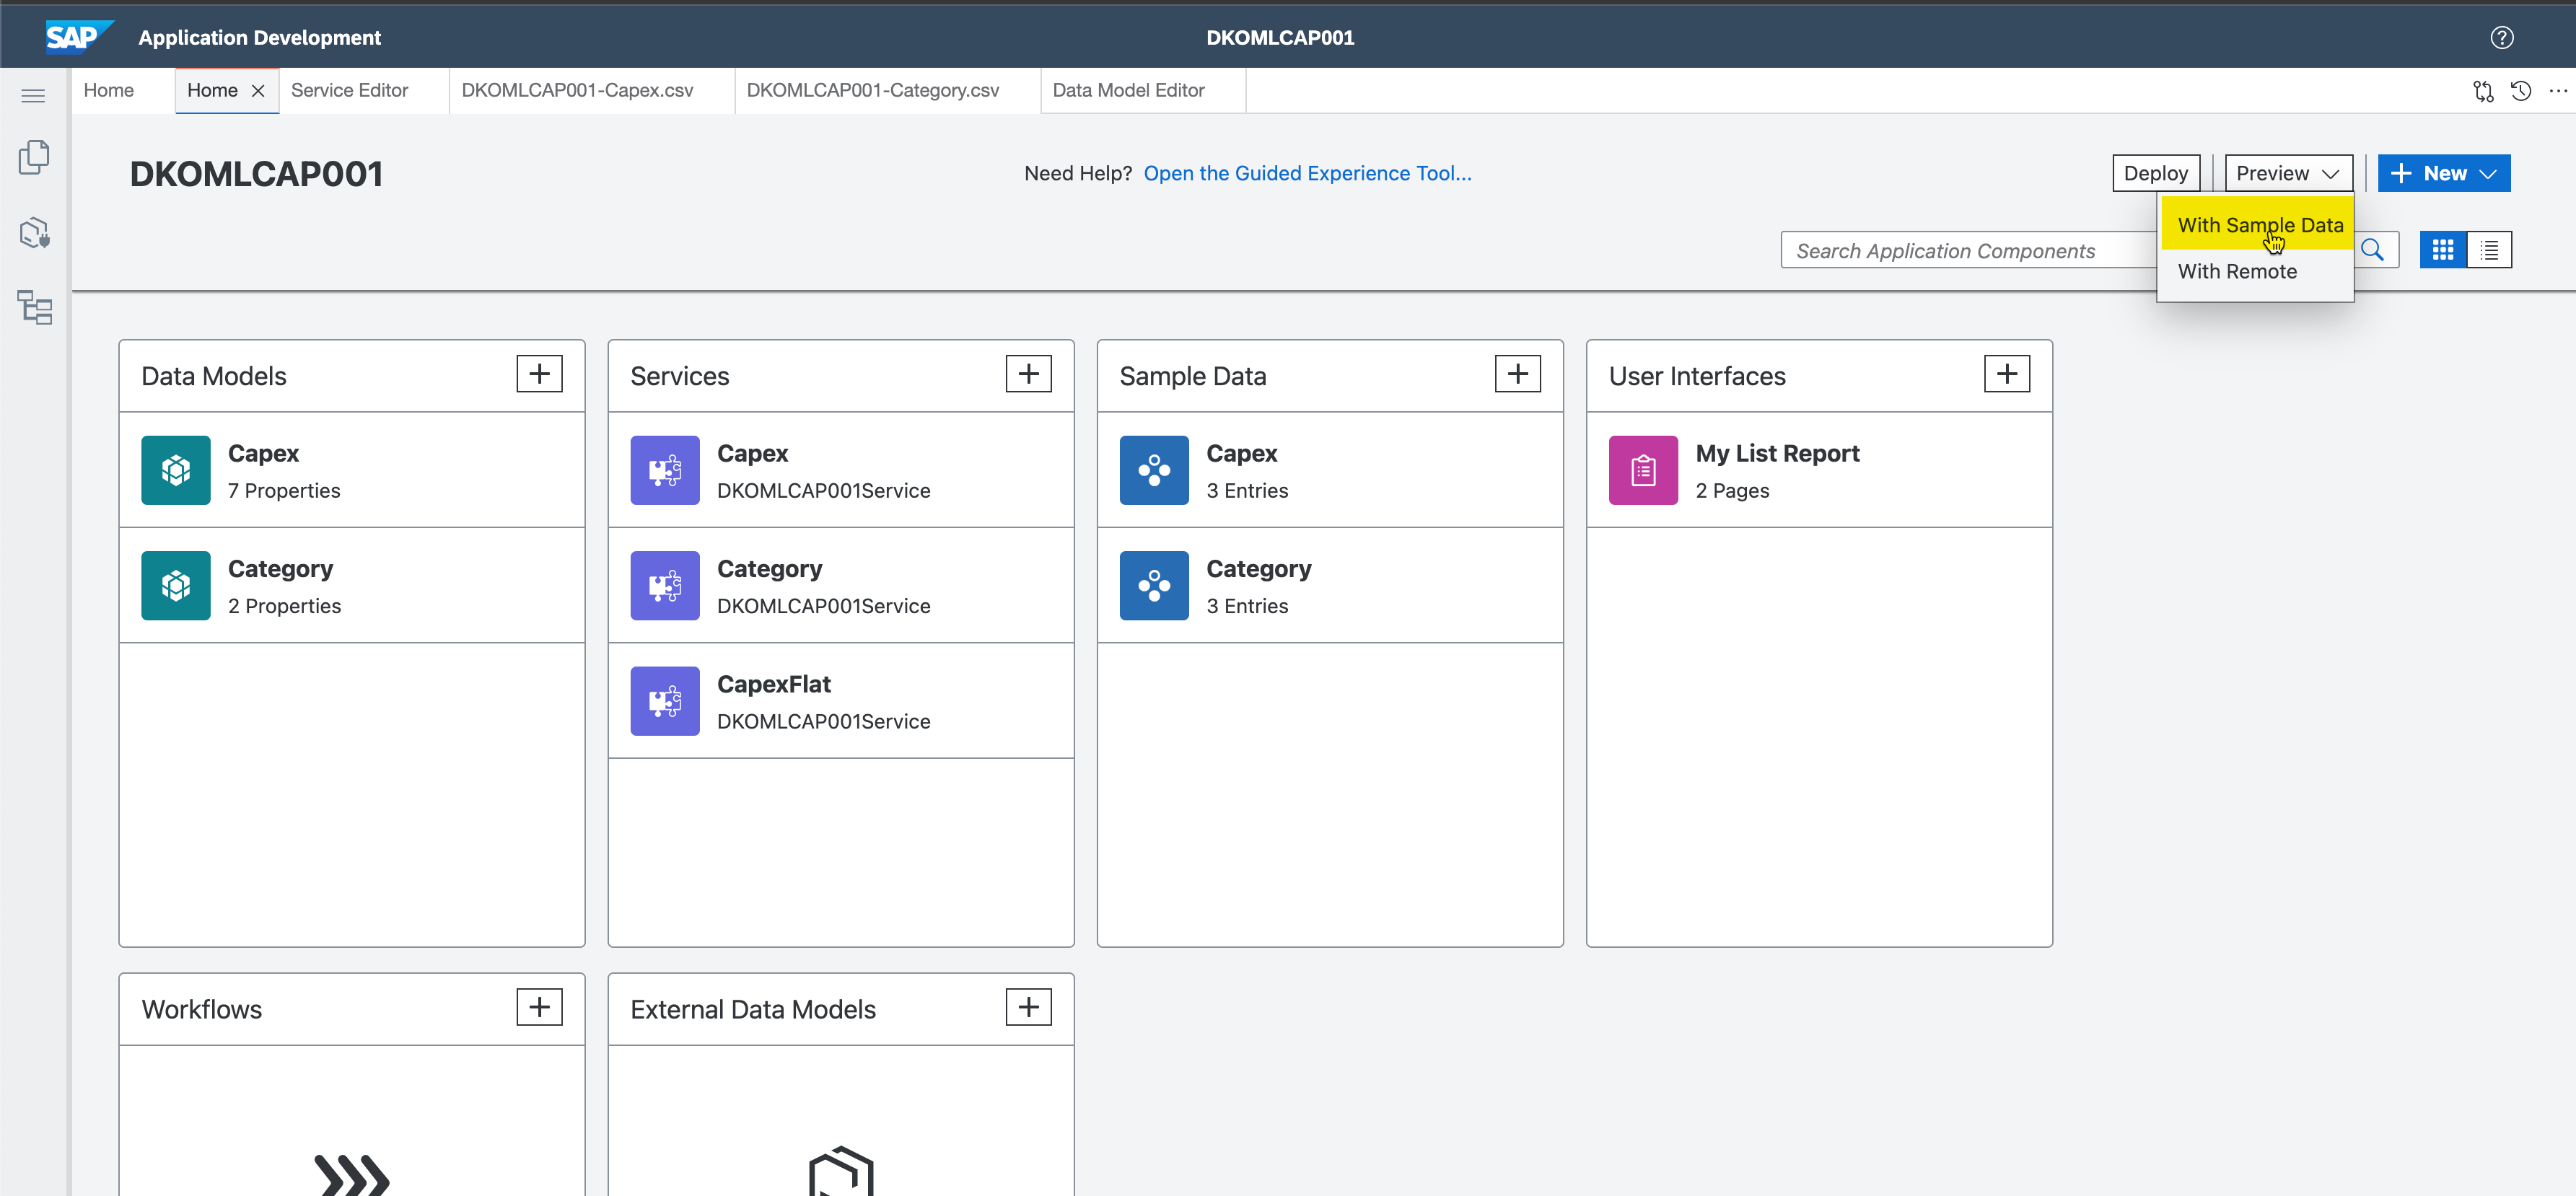 SAP
Application Development
DKOMLCAP001
Home
Home
Service Editor
DKOMLCAP001-Capex.csv
DKOMLCAP001-Category.csv
Data Model Editor
DKOMLCAP001
Need Help? Open the Guided Experience Tool...
Deploy
Preview
New
With Sample Data
With Remote
Search Application Components
Data Models
Capex
7 Properties
Category
2 Properties
Services
Capex
DKOMLCAP001Service
Category
DKOMLCAP001Service
CapexFlat
DKOMLCAP001Service
Sample Data
Capex
3 Entries
Category
3 Entries
User Interfaces
My List Report
2 Pages
Workflows
External Data Models